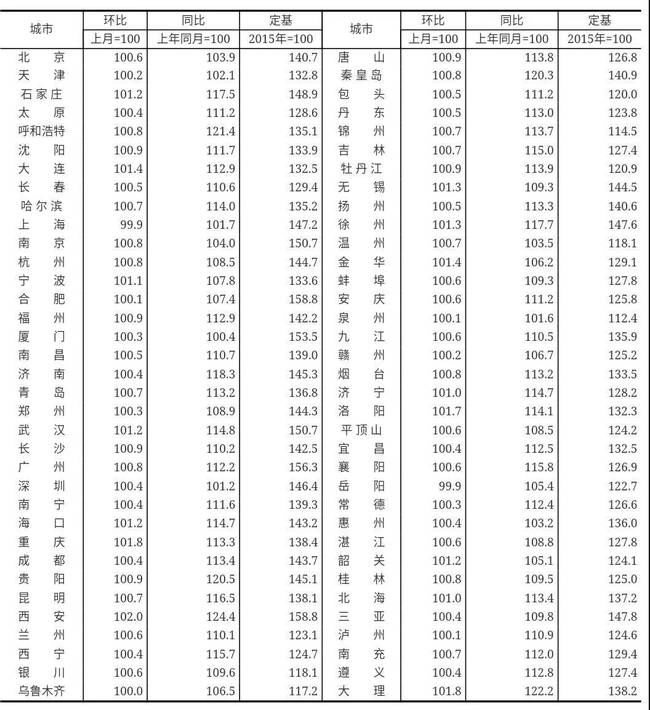 城市 环比 同比 定基 城市 环比 同比 定基
上月=100 上年同月=100 2015年=100 上月=100 上年同月=100 2015年=100
北京 100.6 103.9 140.7 唐山 100.9 113.8 126.8
天津 100.2 102.1 132.8 秦皇岛 100.8 120.3 140.9
石家庄 101.2 117.5 148.9 包头 100.5 111.2 120.0
太原 100.4 111.2 128.6 丹东 100.5 113.0 123.8
呼和浩特 100.8 121.4 135.1 锦州 100.7 113.7 114.5
沈阳 100.9 111.7 133.9 吉林 100.7 115.0 127.4
大连 101.4 112.9 132.5 牡丹江 100.9 113.9 120.9
长春 100.5 110.6 129.4 无锡 101.3 109.3 144.5
哈尔滨 100.7 114.0 135.2 扬州 100.5 113.3 140.6
上海 99.9 101.7 147.2 徐州 101.3 117.7 147.6
南京 100.8 104.0 150.7 温州 100.7 103.5 118.1
杭州 100.8 108.5 144.7 金华 101.4 106.2 129.1
宁波 101.1 107.8 133.6 蚌埠 100.6 109.3 127.8
合肥 100.1 107.4 158.8 安庆 100.6 111.2 125.8
福州 100.9 112.9 142.2 泉州 100.1 101.6 112.4
厦门 100.3 100.4 153.5 九江 100.6 110.5 135.9
南昌 100.5 110.7 139.0 赣州 100.2 106.7 125.2
济南 100.4 118.3 145.3 烟台 100.8 113.2 133.5
青岛 100.7 113.2 136.8 济宁 101.0 114.7 128.2
郑州 100.3 108.9 144.3 洛阳 101.7 114.1 132.3
武汉 101.2 114.8 150.7 平顶山 100.6 108.5 124.2
长沙 100.9 110.2 142.5 宜昌 100.4 112.5 132.5
广州 100.8 112.2 156.3 襄阳 100.6 115.8 126.9
深圳 100.4 101.2 146.4 岳阳 99.9 105.4 122.7
南宁 100.4 111.6 139.3 常德 100.3 112.4 126.6
海口 101.2 114.7 143.2 惠州 100.4 103.2 136.0
重庆 101.8 113.3 138.4 湛江 100.6 108.8 127.8
成都 100.4 113.4 143.7 韶关 101.2 105.1 124.1
贵阳 100.9 120.5 145.1 桂林 100.8 109.5 125.0
昆明 100.7 116.5 138.1 北海 101.0 113.4 137.2
西安 102.0 124.4 158.8 三亚 100.4 109.8 147.8
兰州 100.6 110.1 123.1 泸州 100.1 110.9 124.6
西宁 100.4 115.7 124.7 南充 100.7 112.0 129.4
银川 100.6 109.6 118.1 遵义 100.4 112.8 127.4
乌鲁木齐 100.0 106.5 117.2 大理 101.8 122.2 138.2